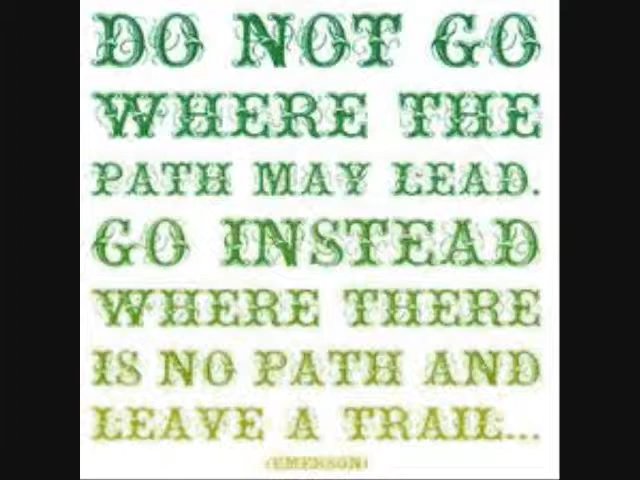 DO NOT GO
WHERE THE
PATH MAY LEAD.
GO INSTEAD
WHERE THERE
IS NO PATH AND
LEAVE A TRAIL...
(EMERSON)